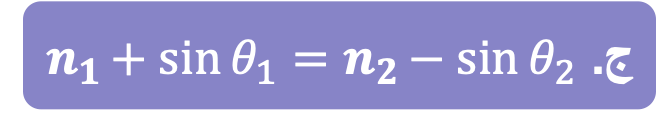 ج. n₁ + sin θ₁ = n₂ − sin θ₂